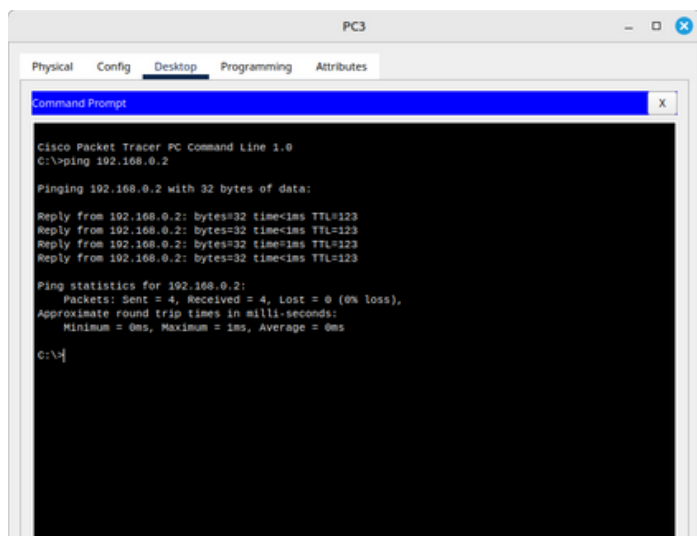 PC3
Physical Config Desktop Programming Attributes
Command Prompt X
Cisco Packet Tracer PC Command Line 1.0
C:\>ping 192.168.0.2
Pinging 192.168.0.2 with 32 bytes of data:
Reply from 192.168.0.2: bytes=32 time<1ms TTL=123
Reply from 192.168.0.2: bytes=32 time<1ms TTL=123
Reply from 192.168.0.2: bytes=32 time=1ms TTL=123
Reply from 192.168.0.2: bytes=32 time<1ms TTL=123
Ping statistics for 192.168.0.2:
Packets: Sent = 4, Received = 4, Lost = 0 (0% loss),
Approximate round trip times in milli-seconds:
Minimum = 0ms, Maximum = 1ms, Average = 0ms
C:\>